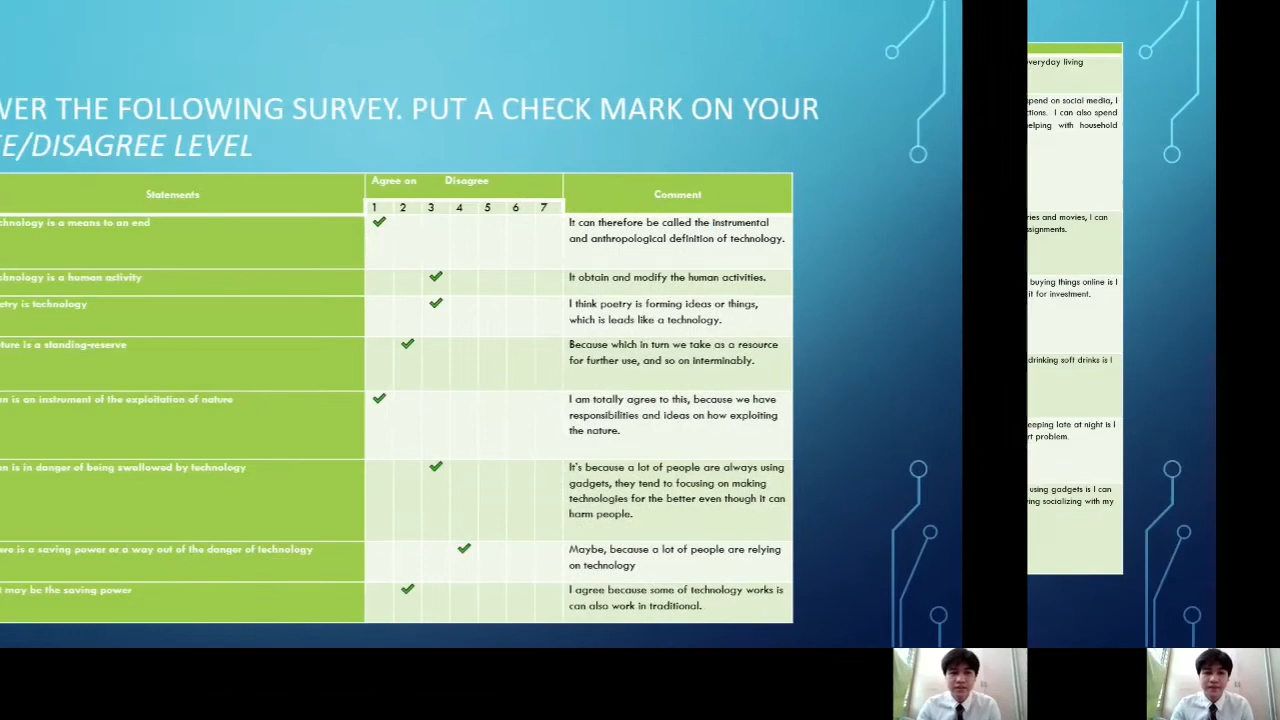 VER THE FOLLOWING SURVEY. PUT A CHECK MARK ON YOUR
E/DISAGREE LEVEL
Statements
Agree on Disagree
Comment
1 2 3 4 5 6 7
chnology is a means to an end
It can therefore be called the instrumental
and anthropological definition of technology.
chnology is a human activity
It obtain and modify the human activities.
etry is technology
I think poetry is forming ideas or things,
which is leads like a technology.
ture is a standing-reserve
Because which in turn we take as a resource
for further use, and so on interminably.
an is an instrument of the exploitation of nature
I am totally agree to this, because we have
responsibilities and ideas on how exploiting
the nature.
an is in danger of being swallowed by technology
It's because a lot of people are always using
gadgets, they tend to focusing on making
technologies for the better even though it can
harm people.
ere is a saving power or a way out of the danger of technology
Maybe, because a lot of people are relying
on technology
t may be the saving power
I agree because some of technology works is
can also work in traditional.
veryday living
spend on social media, I
ctions. I can also spend
helping with household
ries and movies, I can
ssignments.
buying things online is I
it for investment.
drinking soft drinks is I
eeping late at night is I
rt problem.
using gadgets is I can
ving socializing with my